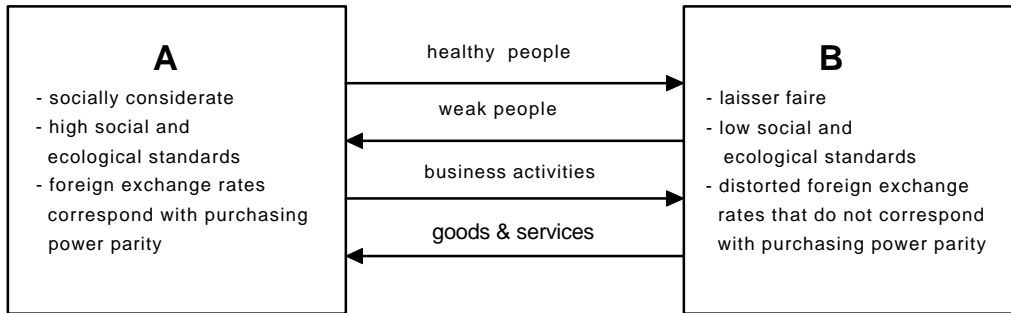 A
- socially considerate
- high social and
ecological standards
- foreign exchange rates
correspond with purchasing
power parity
healthy people
weak people
business activities
goods & services
B
- laisser faire
- low social and
ecological standards
- distorted foreign exchange
rates that do not correspond
with purchasing power parity